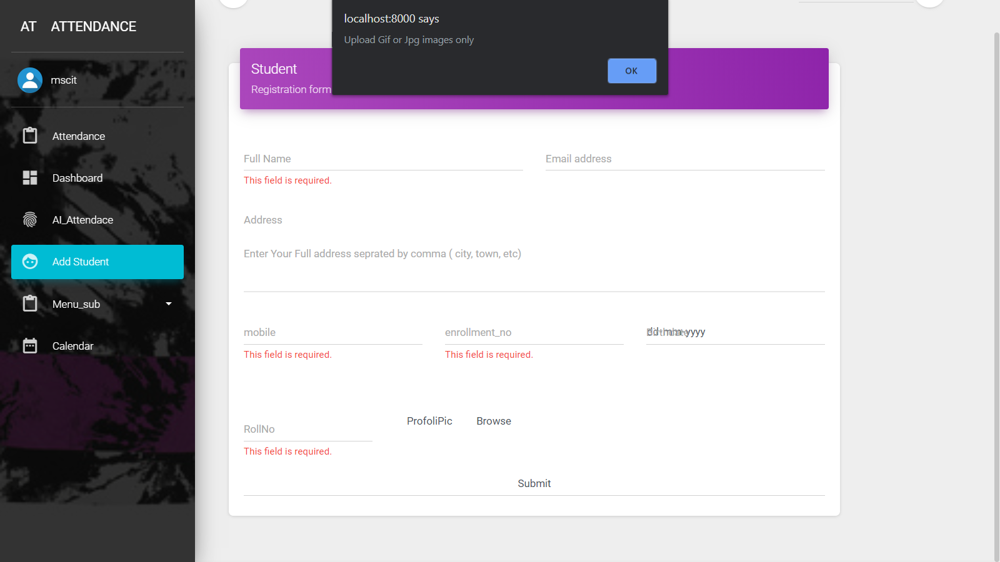 AT ATTENDANCE
mscit
Attendance
Dashboard
AI_Attendace
Add Student
Menu_sub
Calendar
localhost:8000 says
Upload Gif or Jpg images only
OK
Student
Registration form
Full Name
This field is required.
Email address
Address
Enter Your Full address seprated by comma ( city, town, etc)
mobile
This field is required.
enrollment_no
This field is required.
Birthdate
dd-mm-yyyy
RollNo
This field is required.
ProfoliPic
Browse
Submit